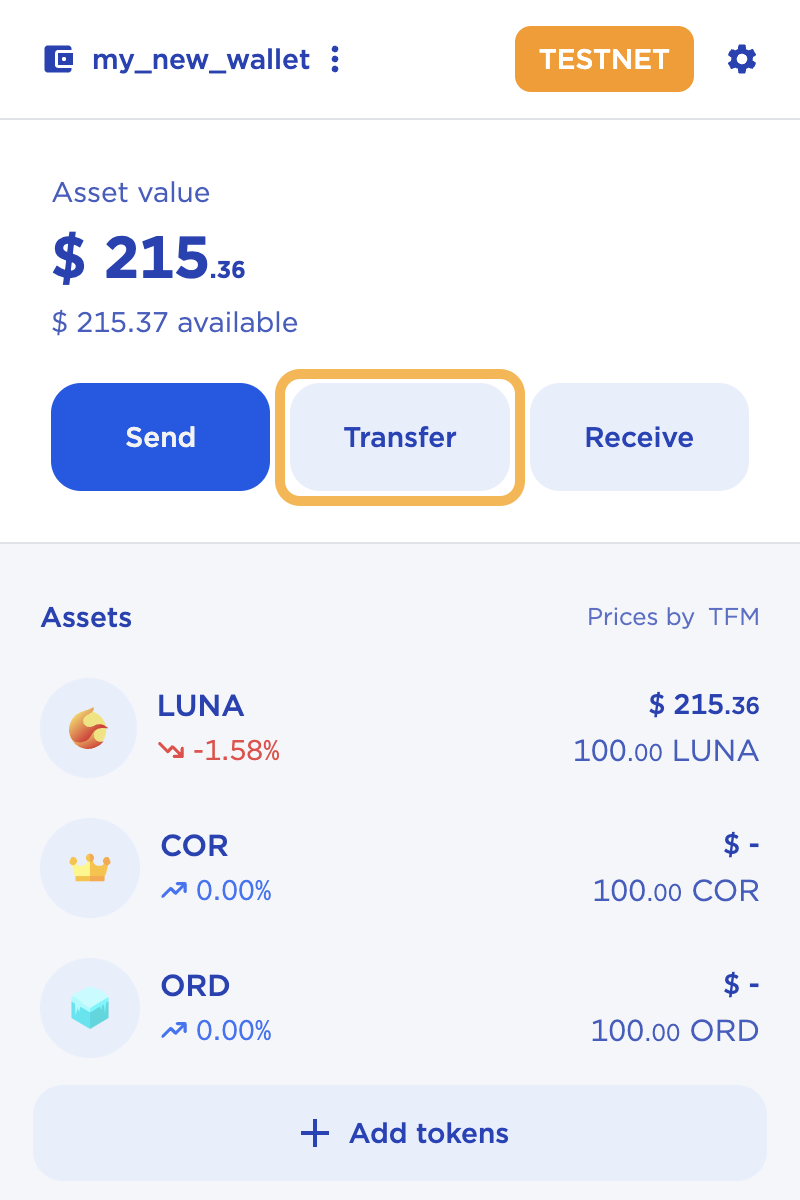 my_new_wallet TESTNET
Asset value
$ 215.36
$ 215.37 available
Send Transfer Receive
Assets Prices by TFM
LUNA $ 215.36
-1.58% 100.00 LUNA
COR $ -
0.00% 100.00 COR
ORD $ -
0.00% 100.00 ORD
+ Add tokens